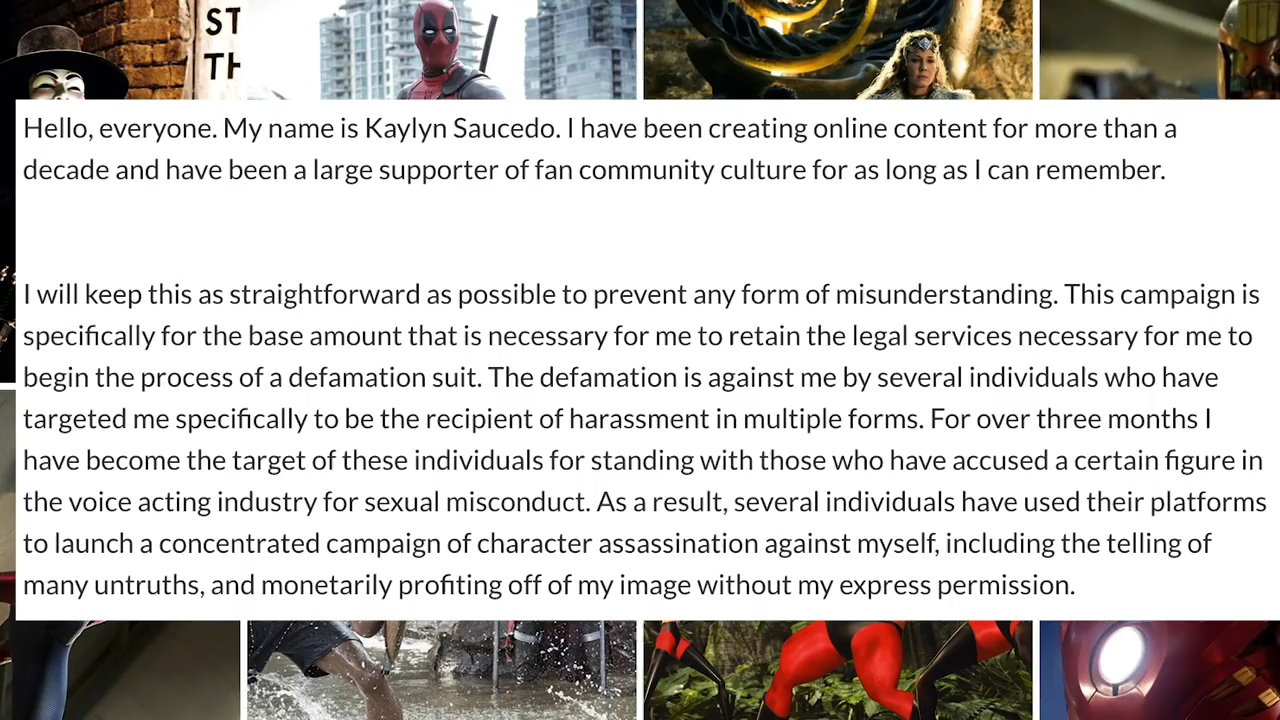 ST
TH
Hello, everyone. My name is Kaylyn Saucedo. I have been creating online content for more than a
decade and have been a large supporter of fan community culture for as long as I can remember.
I will keep this as straightforward as possible to prevent any form of misunderstanding. This campaign is
specifically for the base amount that is necessary for me to retain the legal services necessary for me to
begin the process of a defamation suit. The defamation is against me by several individuals who have
targeted me specifically to be the recipient of harassment in multiple forms. For over three months I
have become the target of these individuals for standing with those who have accused a certain figure in
the voice acting industry for sexual misconduct. As a result, several individuals have used their platforms
to launch a concentrated campaign of character assassination against myself, including the telling of
many untruths, and monetarily profiting off of my image without my express permission.